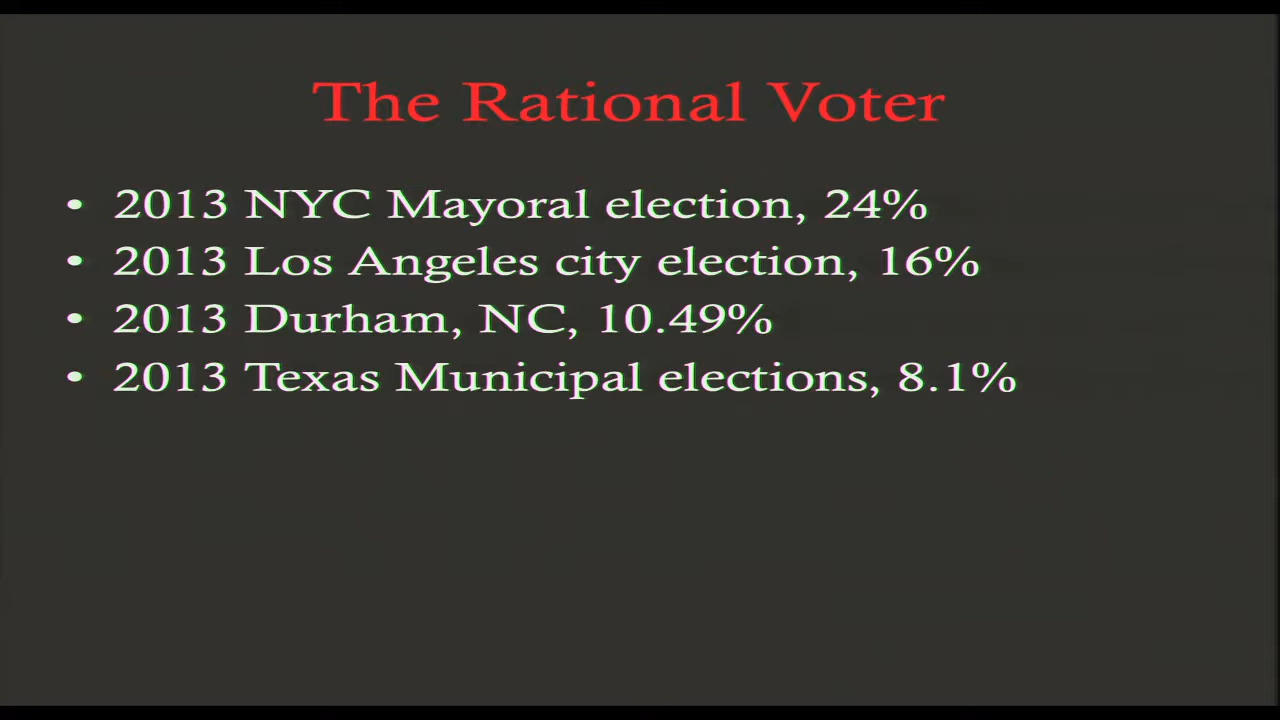 The Rational Voter
• 2013 NYC Mayoral election, 24%
• 2013 Los Angeles city election, 16%
• 2013 Durham, NC, 10.49%
• 2013 Texas Municipal elections, 8.1%